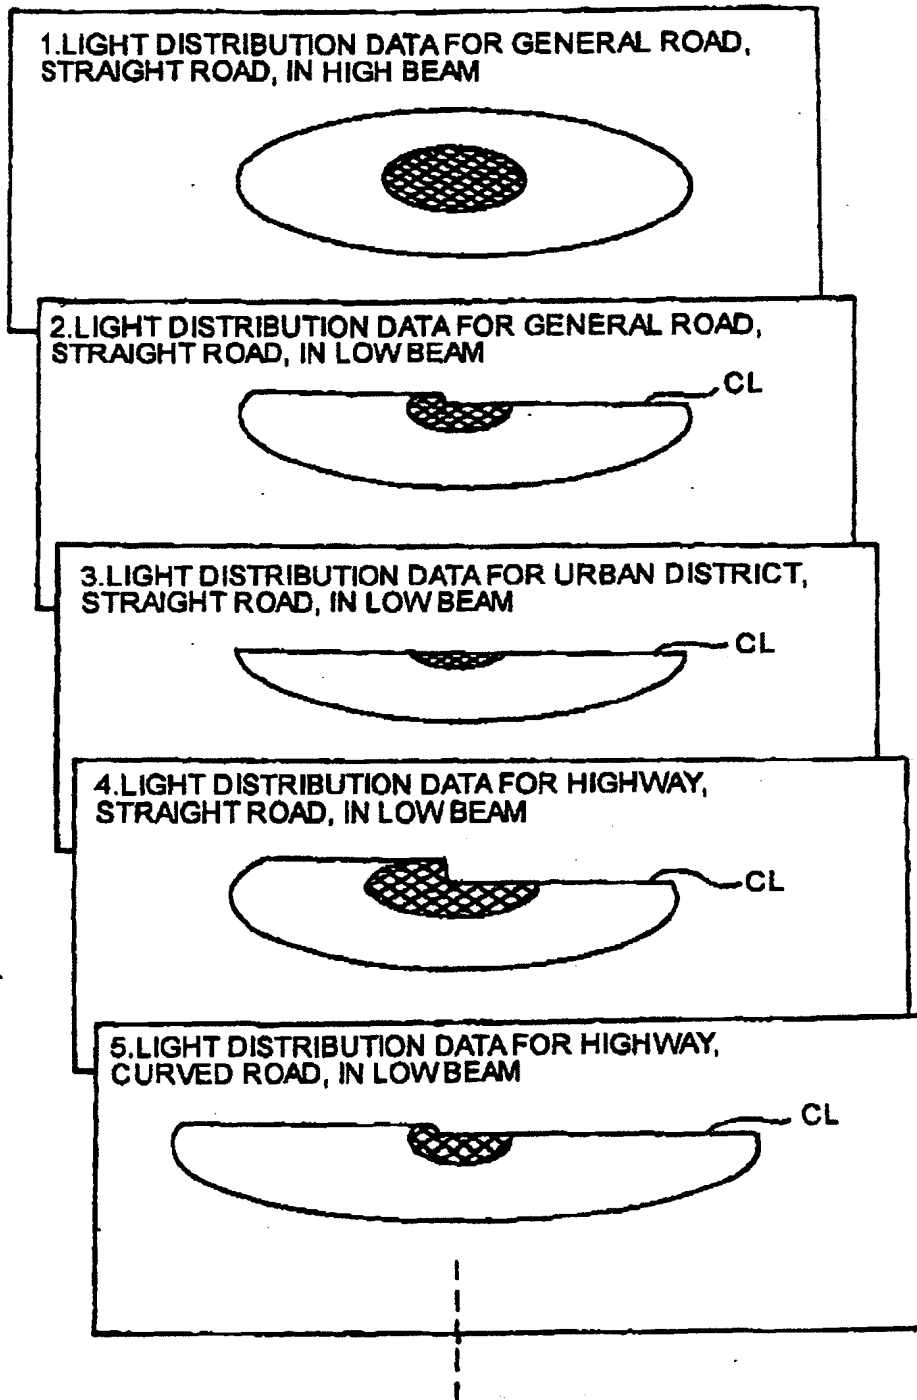 1.LIGHT DISTRIBUTION DATA FOR GENERAL ROAD,
STRAIGHT ROAD, IN HIGH BEAM
2.LIGHT DISTRIBUTION DATA FOR GENERAL ROAD,
STRAIGHT ROAD, IN LOW BEAM
CL
3.LIGHT DISTRIBUTION DATA FOR URBAN DISTRICT,
STRAIGHT ROAD, IN LOW BEAM
CL
4.LIGHT DISTRIBUTION DATA FOR HIGHWAY,
STRAIGHT ROAD, IN LOW BEAM
CL
5.LIGHT DISTRIBUTION DATA FOR HIGHWAY,
CURVED ROAD, IN LOW BEAM
CL